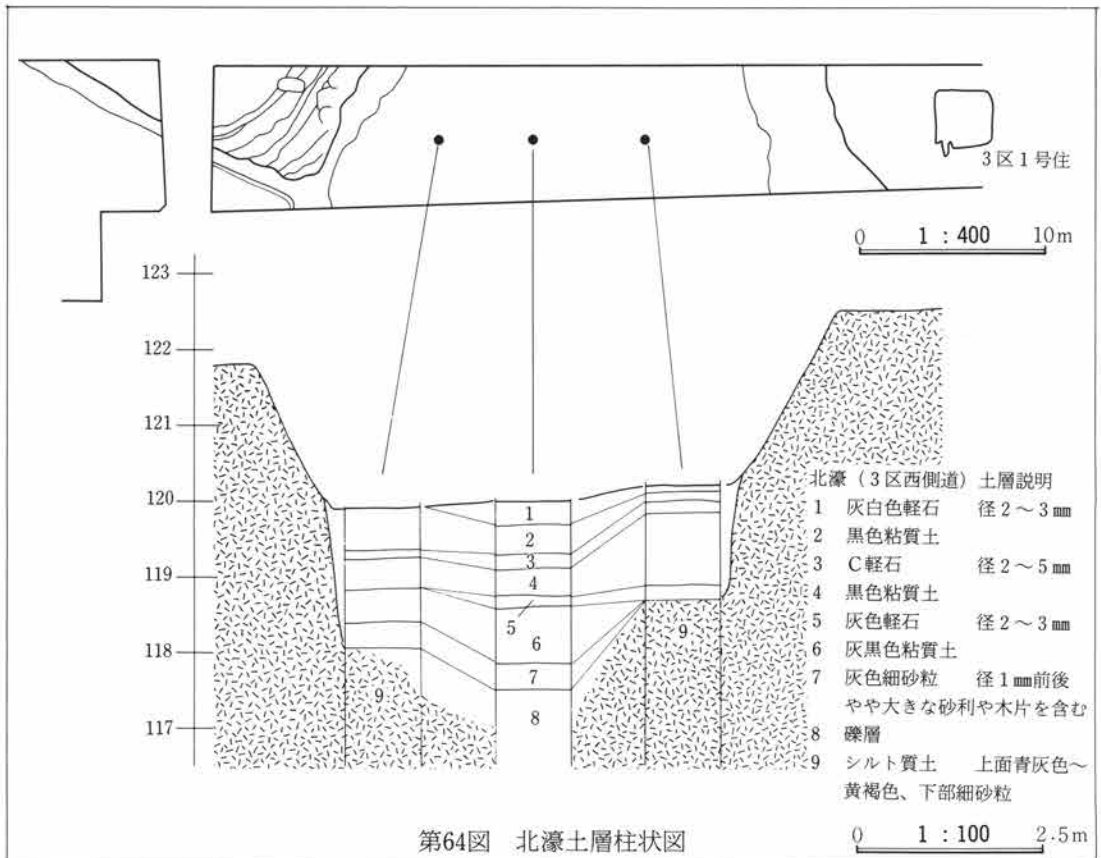 3区1号住
0 1:400 10m
123
122
121
120
119
118
117
1
2
3
4
5
6
7
8
9
9
北濠（3区西側道）土層説明
1 灰白色軽石 径2～3㎜
2 黒色粘質土
3 C軽石 径2～5㎜
4 黒色粘質土
5 灰色軽石 径2～3㎜
6 灰黒色粘質土
7 灰色細砂粒 径1㎜前後
やや大きな砂利や木片を含む
8 礫層
9 シルト質土 上面青灰色～
黄褐色、下部細砂粒
第64図 北濠土層柱状図
0 1:100 2.5m